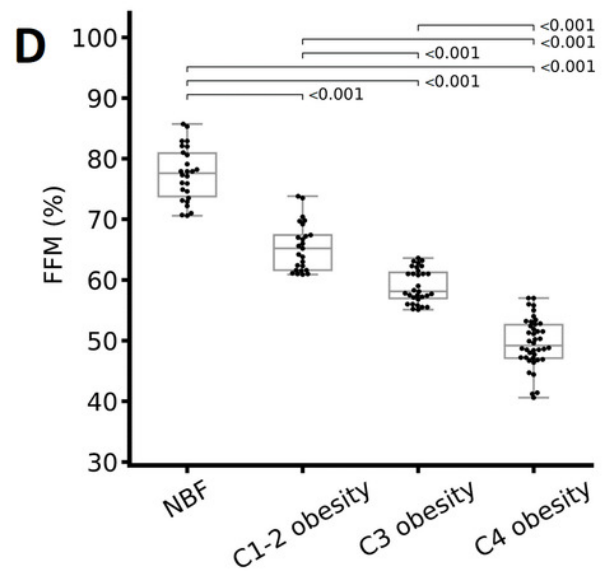 D
100
90
80
70
60
50
40
30
FFM (%)
<0.001
<0.001
<0.001
<0.001
<0.001
<0.001
NBF
C1-2 obesity
C3 obesity
C4 obesity